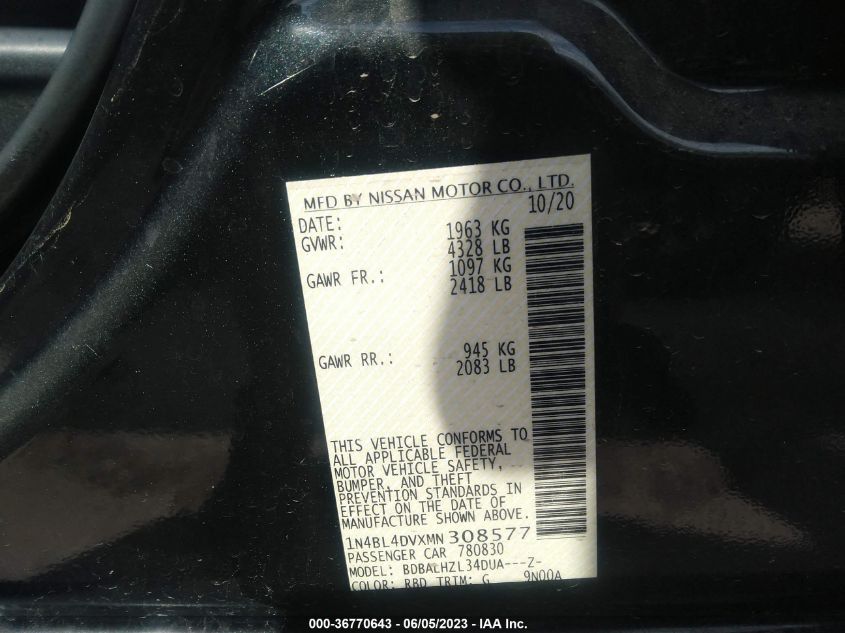 MFD BY NISSAN MOTOR CO., LTD.
DATE: 10/20
GVWR: 1963 KG
4328 LB
GAWR FR.: 1097 KG
2418 LB
GAWR RR.: 945 KG
2083 LB
THIS VEHICLE CONFORMS TO
ALL APPLICABLE FEDERAL
MOTOR VEHICLE SAFETY,
BUMPER, AND THEFT
PREVENTION STANDARDS IN
EFFECT ON THE DATE OF
MANUFACTURE SHOWN ABOVE.
1N4BL4DVXMN308577
PASSENGER CAR 780830
MODEL: BDBALHZL34DUA---Z-
COLOR: RBD TRIM: G 9N00A
000-36770643 - 06/05/2023 - IAA Inc.